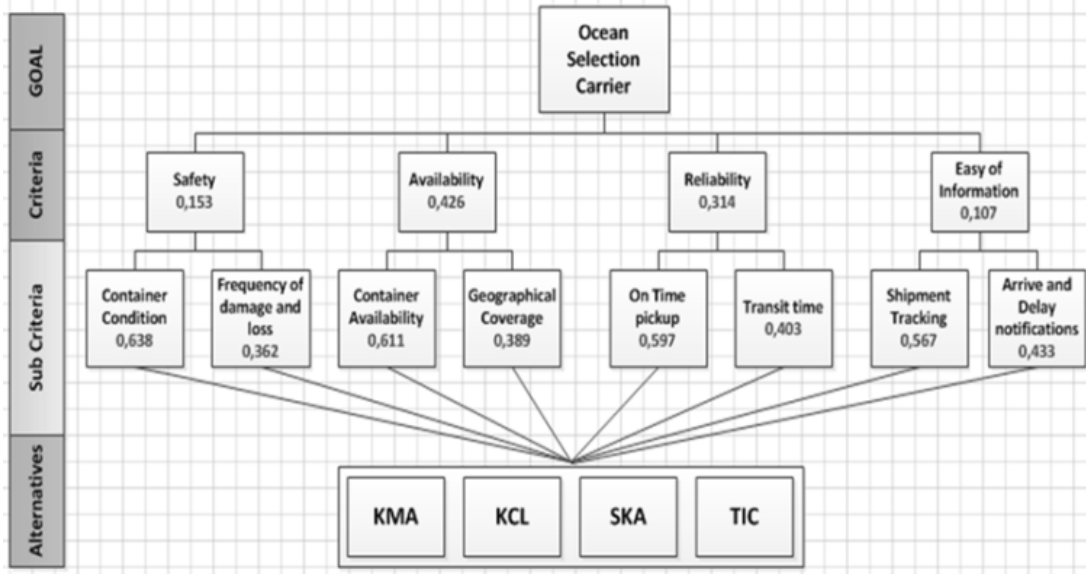 GOAL
Ocean
Selection
Carrier
Criteria
Safety
0,153
Availability
0,426
Reliability
0,314
Easy of
Information
0,107
Sub Criteria
Container
Condition
0,638
Frequency of
damage and
loss
0,362
Container
Availability
0,611
Geographical
Coverage
0,389
On Time
pickup
0,597
Transit time
0,403
Shipment
Tracking
0,567
Arrive and
Delay
notifications
0,433
Alternatives
KMA
KCL
SKA
TIC